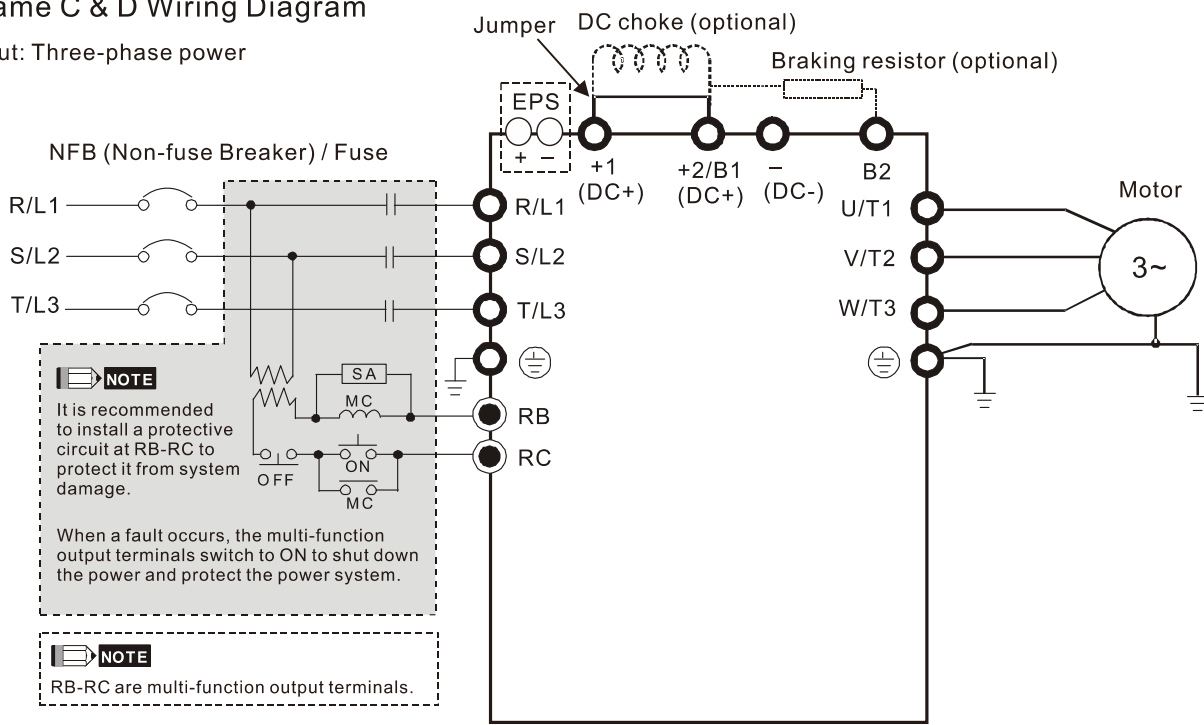 ame C & D Wiring Diagram
ut: Three-phase power
Jumper
DC choke (optional)
Braking resistor (optional)
EPS
+ –
+1
(DC+)
+2/B1
(DC+)
–
(DC-)
B2
NFB (Non-fuse Breaker) / Fuse
R/L1
S/L2
T/L3
R/L1
S/L2
T/L3
RB
RC
U/T1
V/T2
W/T3
Motor
3~
SA
MC
OFF
ON
MC
NOTE
It is recommended
to install a protective
circuit at RB-RC to
protect it from system
damage.
When a fault occurs, the multi-function
output terminals switch to ON to shut down
the power and protect the power system.
NOTE
RB-RC are multi-function output terminals.